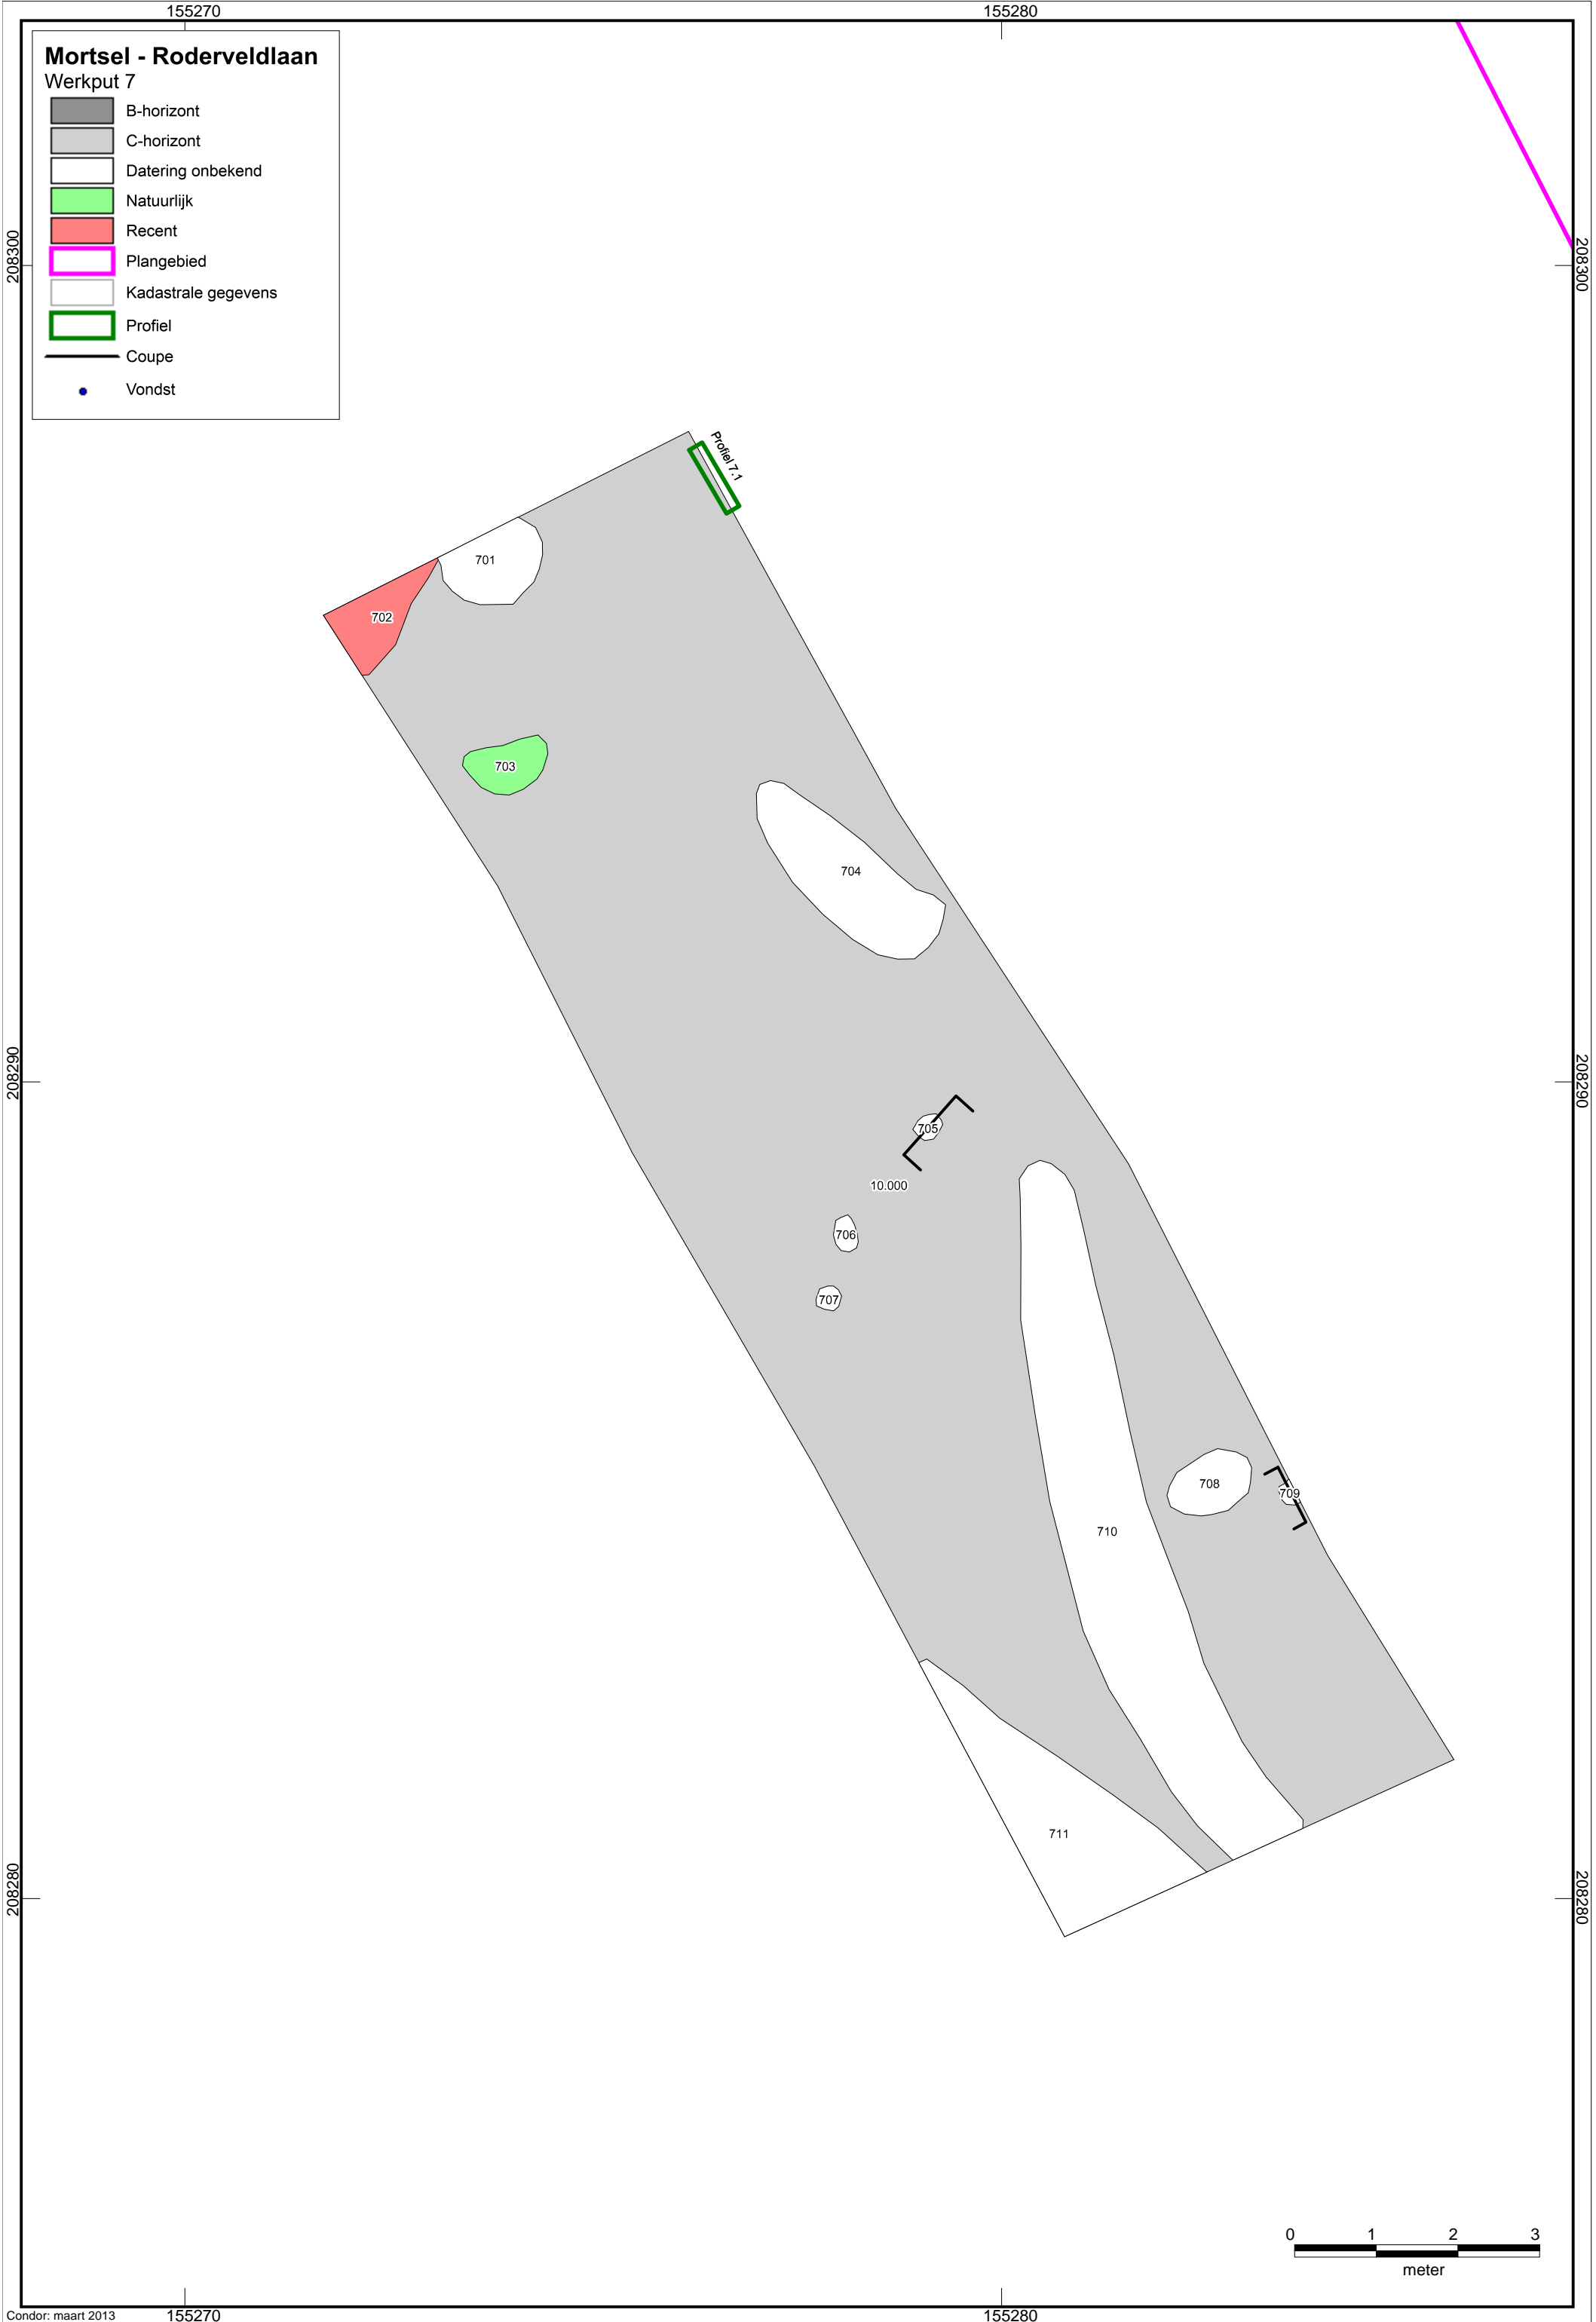 155270
155280
Mortsel - Roderveldlaan
Werkput 7
B-horizont
C-horizont
Datering onbekend
Natuurlijk
Recent
Plangebied
Kadastrale gegevens
Profiel
Coupe
Vondst
208300
208300
Profiel 7.1
701
702
703
704
208290
208290
705
10.000
706
707
708
709
710
711
208280
208280
0 1 2 3
meter
Condor: maart 2013
155270
155280